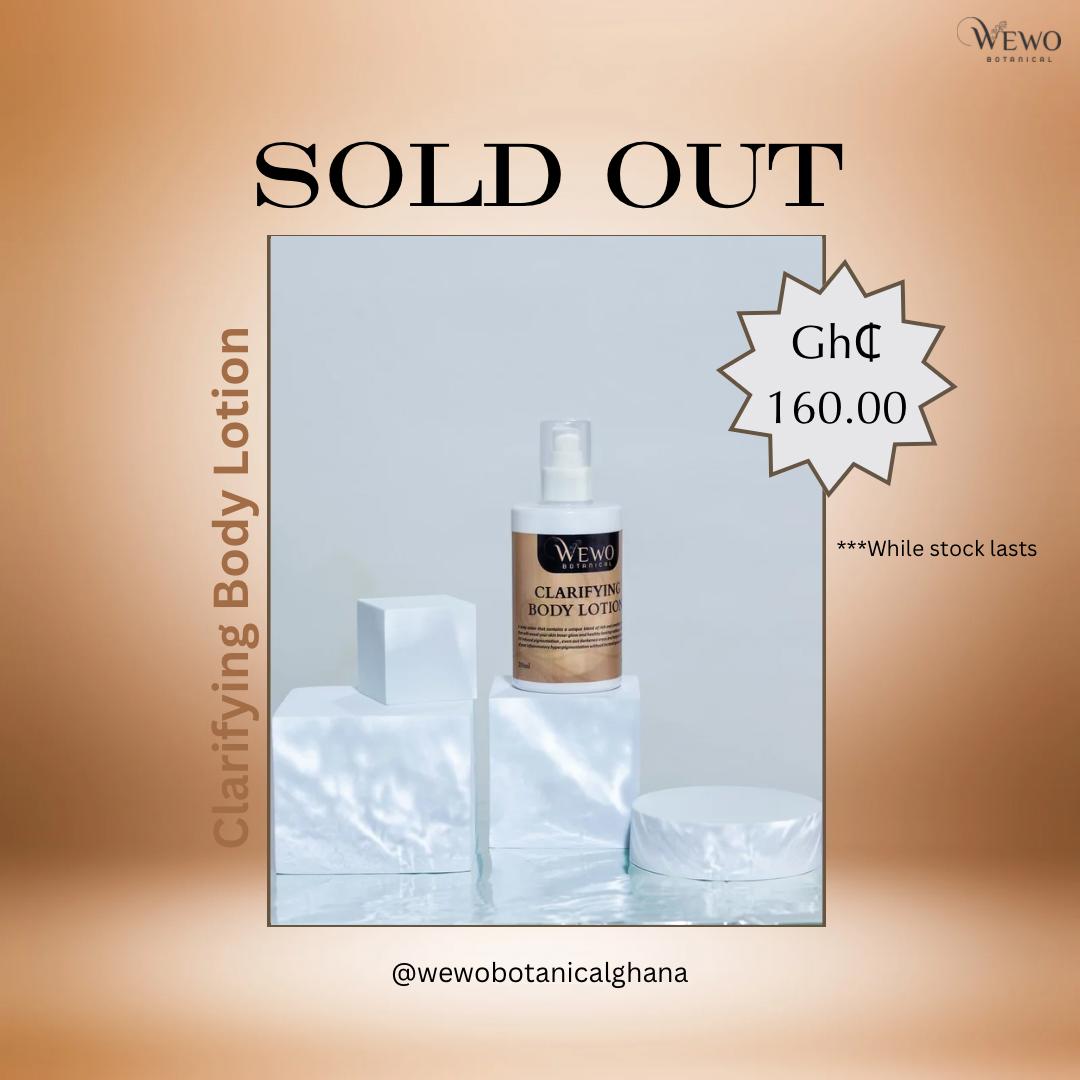 WEWO
BOTANICAL
SOLD OUT
Clarifying Body Lotion
Gh₵
160.00
***While stock lasts
WEWO
BOTANICAL
CLARIFYING
BODY LOTION
@wewobotanicalghana